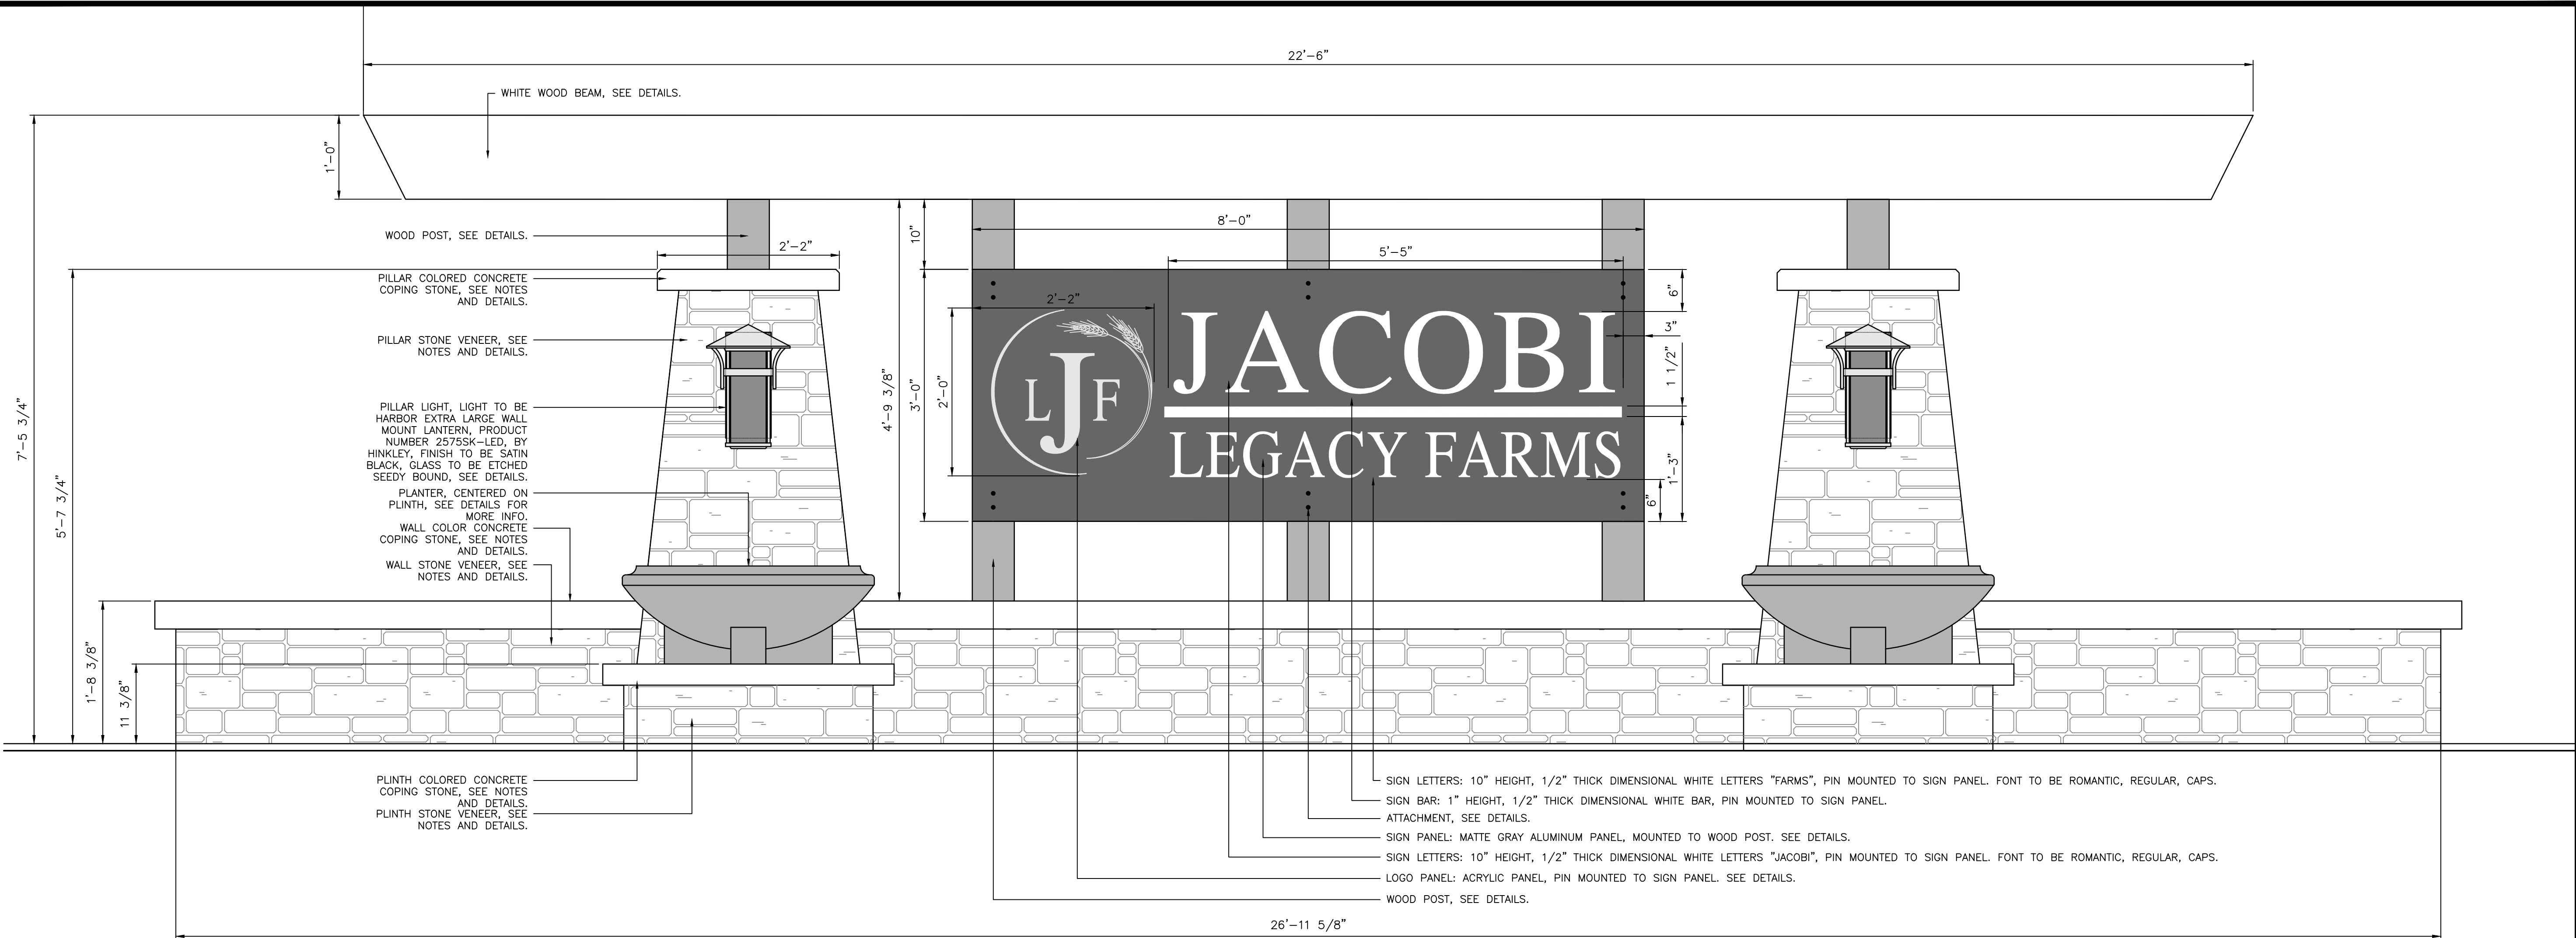 22'-6"
WHITE WOOD BEAM, SEE DETAILS.
1'-0"
WOOD POST, SEE DETAILS.
2'-2"
PILLAR COLORED CONCRETE
COPING STONE, SEE NOTES
AND DETAILS.
PILLAR STONE VENEER, SEE
NOTES AND DETAILS.
PILLAR LIGHT, LIGHT TO BE
HARBOR EXTRA LARGE WALL
MOUNT LANTERN, PRODUCT
NUMBER 2575SK-LED, BY
HINKLEY, FINISH TO BE SATIN
BLACK, GLASS TO BE ETCHED
SEEDY BOUND, SEE DETAILS.
PLANTER, CENTERED ON
PLINTH, SEE DETAILS FOR
MORE INFO.
WALL COLOR CONCRETE
COPING STONE, SEE NOTES
AND DETAILS.
WALL STONE VENEER, SEE
NOTES AND DETAILS.
7'-5 3/4"
5'-7 3/4"
1'-8 3/8"
11 3/8"
4'-9 3/8"
10"
3'-0"
2'-0"
8'-0"
5'-5"
2'-2"
6"
3"
1 1/2"
1'-3"
6"
LJF
JACOBI
LEGACY FARMS
PLINTH COLORED CONCRETE
COPING STONE, SEE NOTES
AND DETAILS.
PLINTH STONE VENEER, SEE
NOTES AND DETAILS.
SIGN LETTERS: 10" HEIGHT, 1/2" THICK DIMENSIONAL WHITE LETTERS "FARMS", PIN MOUNTED TO SIGN PANEL. FONT TO BE ROMANTIC, REGULAR, CAPS.
SIGN BAR: 1" HEIGHT, 1/2" THICK DIMENSIONAL WHITE BAR, PIN MOUNTED TO SIGN PANEL.
ATTACHMENT, SEE DETAILS.
SIGN PANEL: MATTE GRAY ALUMINUM PANEL, MOUNTED TO WOOD POST. SEE DETAILS.
SIGN LETTERS: 10" HEIGHT, 1/2" THICK DIMENSIONAL WHITE LETTERS "JACOBI", PIN MOUNTED TO SIGN PANEL. FONT TO BE ROMANTIC, REGULAR, CAPS.
LOGO PANEL: ACRYLIC PANEL, PIN MOUNTED TO SIGN PANEL. SEE DETAILS.
WOOD POST, SEE DETAILS.
26'-11 5/8"